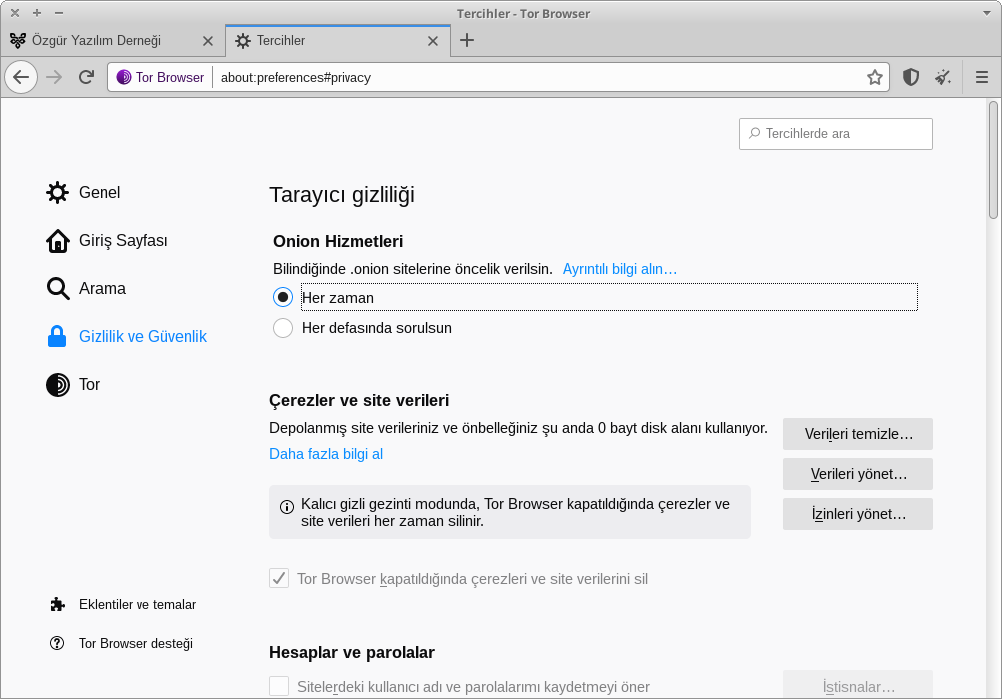 Tercihler - Tor Browser
Özgür Yazılım Derneği
Tercihler
Tor Browser
about:preferences#privacy
Tercihlerde ara
Genel
Giriş Sayfası
Arama
Gizlilik ve Güvenlik
Tor
Eklentiler ve temalar
Tor Browser desteği
Tarayıcı gizliliği
Onion Hizmetleri
Bilindiğinde .onion sitelerine öncelik verilsin. Ayrıntılı bilgi alın…
Her zaman
Her defasında sorulsun
Çerezler ve site verileri
Depolanmış site verileriniz ve önbelleğiniz şu anda 0 bayt disk alanı kullanıyor.
Daha fazla bilgi al
Verileri temizle…
Verileri yönet…
İzinleri yönet…
Kalıcı gizli gezinti modunda, Tor Browser kapatıldığında çerezler ve
site verileri her zaman silinir.
Tor Browser kapatıldığında çerezleri ve site verilerini sil
Hesaplar ve parolalar
Sitelerdeki kullanıcı adı ve parolalarımı kaydetmeyi öner
İstisnalar…